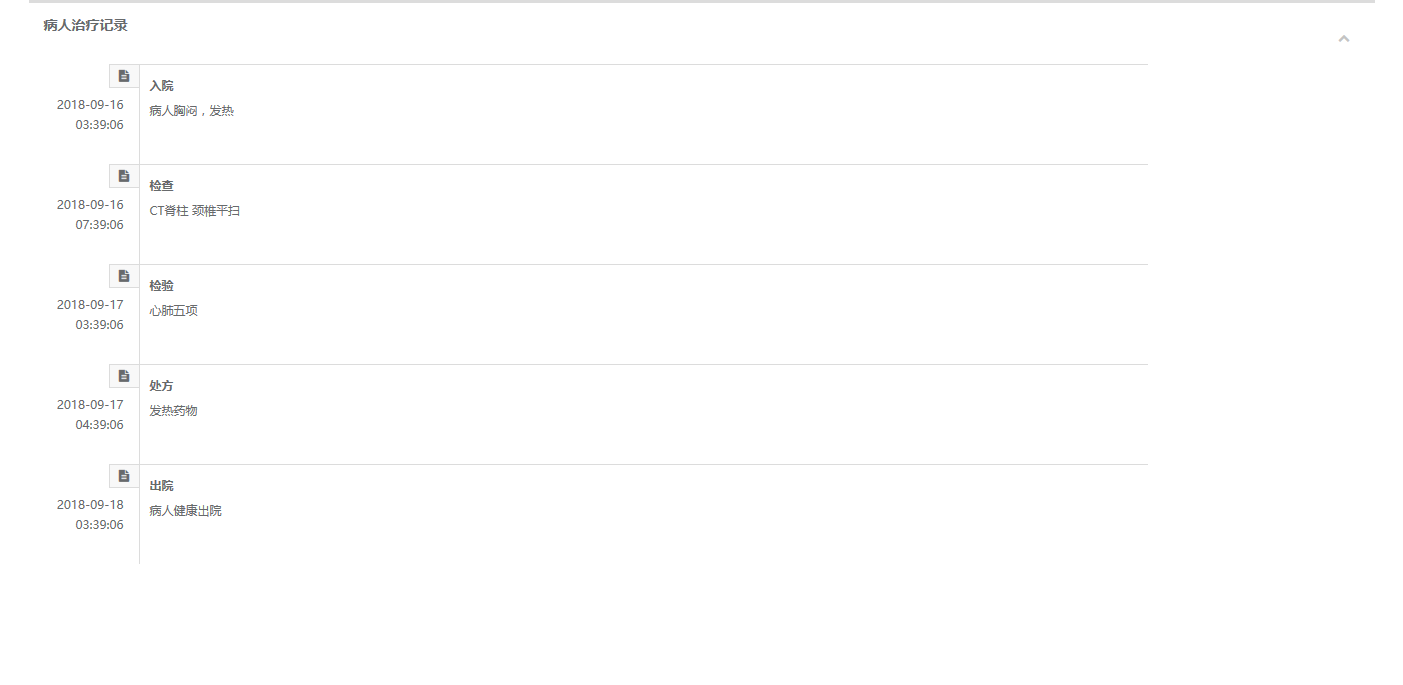 病人治疗记录
入院
2018-09-16
03:39:06
病人胸闷，发热
检查
2018-09-16
07:39:06
CT脊柱 颈椎平扫
检验
2018-09-17
03:39:06
心肺五项
处方
2018-09-17
04:39:06
发热药物
出院
2018-09-18
03:39:06
病人健康出院